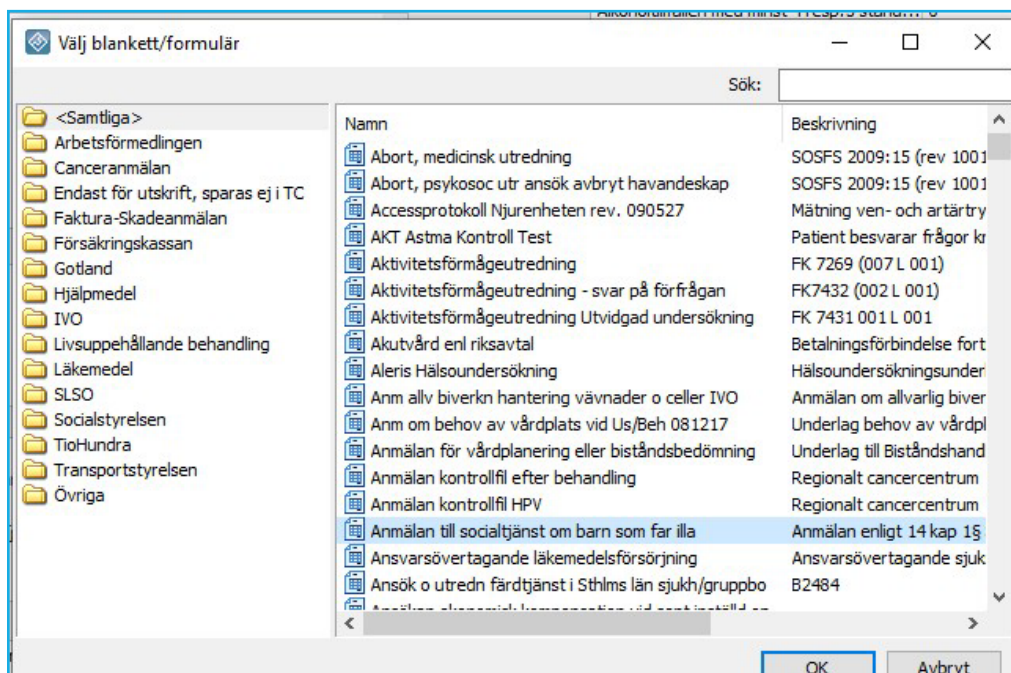 Välj blankett/formulär
Sök:
<Samtliga>
Arbetsförmedlingen
Canceranmälan
Endast för utskrift, sparas ej i TC
Faktura-Skadeanmälan
Försäkringskassan
Gotland
Hjälpmedel
IVO
Livsuppehållande behandling
Läkemedel
SLSO
Socialstyrelsen
TioHundra
Transportstyrelsen
Övriga
Namn Beskrivning
Abort, medicinsk utredning SOSFS 2009:15 (rev 1001
Abort, psykosoc utr ansök avbryt havandeskap SOSFS 2009:15 (rev 1001
Accessprotokoll Njurenheten rev. 090527 Mätning ven- och artärtry
AKT Astma Kontroll Test Patient besvarar frågor kr
Aktivitetsförmågeutredning FK 7269 (007 L 001)
Aktivitetsförmågeutredning - svar på förfrågan FK7432 (002 L 001)
Aktivitetsförmågeutredning Utvidgad undersökning FK 7431 001 L 001
Akutvård enl riksavtal Betalningsförbindelse fort
Aleris Hälsoundersökning Hälsoundersökningsunder
Anm allv biverkn hantering vävnader o celler IVO Anmälan om allvarlig biver
Anm om behov av vårdplats vid Us/Beh 081217 Underlag behov av vårdpl
Anmälan för vårdplanering eller biståndsbedömning Underlag till Biståndshand
Anmälan kontrollfil efter behandling Regionalt cancercentrum
Anmälan kontrollfil HPV Regionalt cancercentrum
Anmälan till socialtjänst om barn som far illa Anmälan enligt 14 kap 1§
Ansvarsövertagande läkemedelsförsörjning Ansvarsövertagande sjuk
Ansök o utredn färdtjänst i Sthlms län sjukh/gruppbo B2484
OK Avbryt